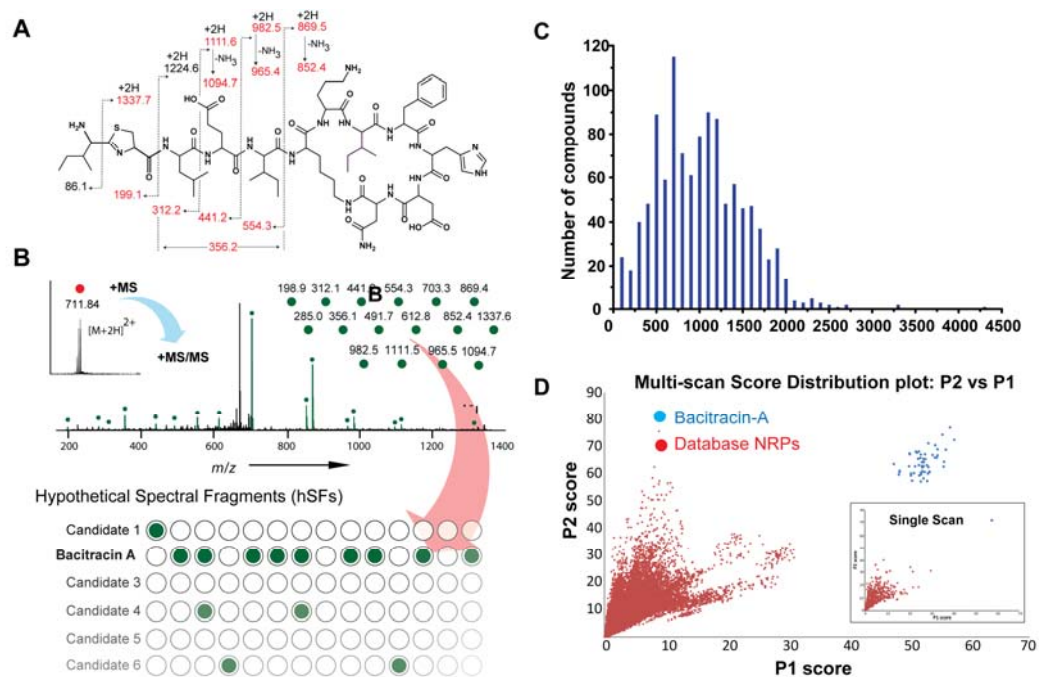 A
+2H
1337.7
+2H
1224.6
+2H
1111.6
-NH3
1094.7
+2H
982.5
-NH3
965.4
+2H
869.5
-NH3
852.4
H2N
S
N
O
H
N
O
HO
O
N
H
O
H
N
O
N
H
NH2
O
H
N
O
N
H
O
NH
N
NH
O
HN
O
OH
O
N
H
O
NH
O
NH2
86.1
199.1
312.2
441.2
554.3
356.2
B
711.84
[M+2H]2+
+MS
+MS/MS
198.9 312.1 441. 554.3 703.3 869.4
B
285.0 356.1 491.7 612.8 852.4 1337.6
982.5 1111.5 965.5 1094.7
200 400 600 800 1000 1200 1400
m/z
Hypothetical Spectral Fragments (hSFs)
Candidate 1
Bacitracin A
Candidate 3
Candidate 4
Candidate 5
Candidate 6
C
Number of compounds
120
100
80
60
40
20
0
0 500 1000 1500 2000 2500 3000 3500 4000 4500
D
Multi-scan Score Distribution plot: P2 vs P1
Bacitracin-A
Database NRPs
P2 score
90
80
70
60
50
40
30
20
10
0 10 20 30 40 50 60 70
P1 score
Single Scan
P2 score
P1 score